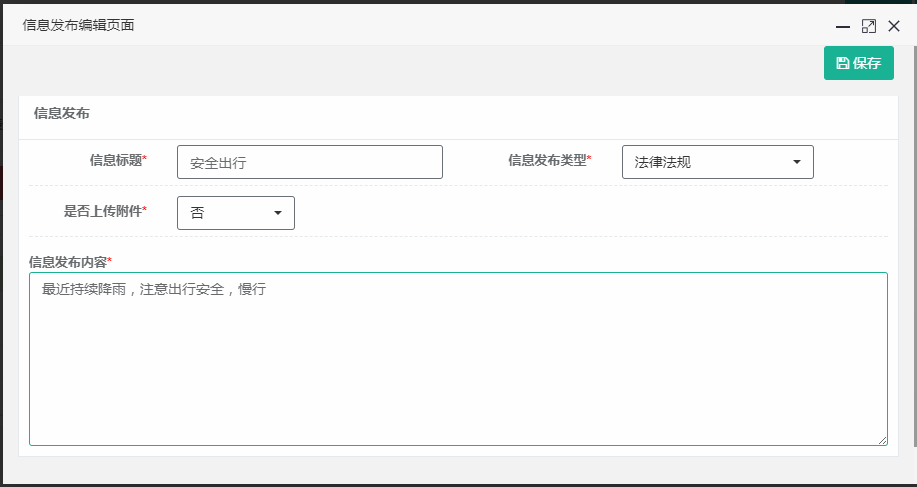 信息发布编辑页面
保存
信息发布
信息标题* 安全出行 信息发布类型* 法律法规
是否上传附件* 否
信息发布内容*
最近持续降雨，注意出行安全，慢行